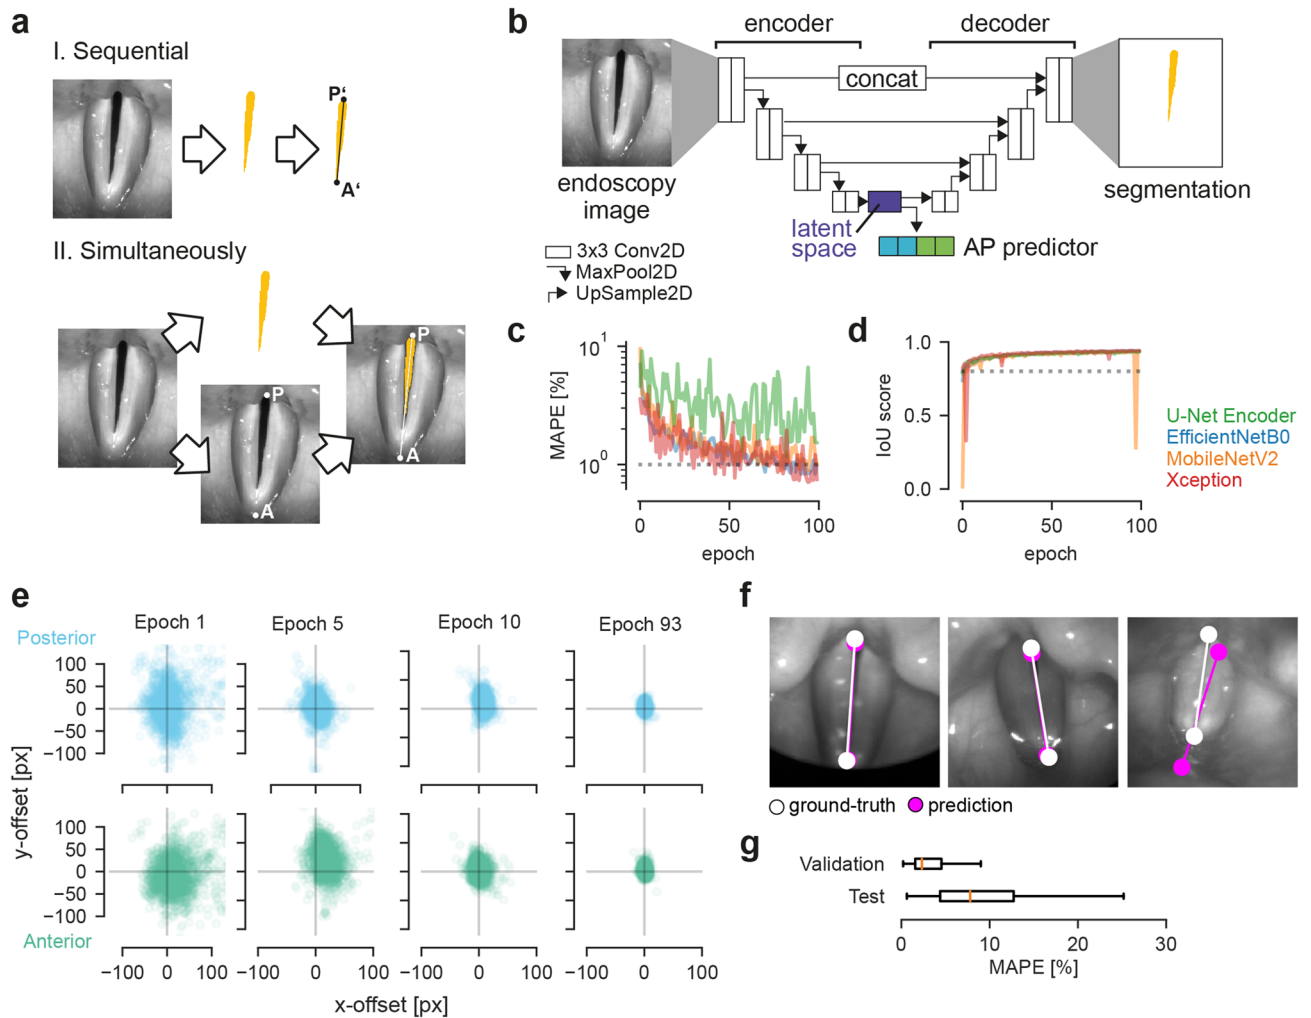 a
I. Sequential
P‘
A‘
II. Simultaneously
P
A
P
A
b
encoder
decoder
concat
endoscopy
image
latent
space
AP predictor
segmentation
3x3 Conv2D
MaxPool2D
UpSample2D
c
MAPE [%]
10¹
10⁰
0
50
100
epoch
d
IoU score
1.0
0.5
0.0
0
50
100
epoch
U-Net Encoder
EfficientNetB0
MobileNetV2
Xception
e
Epoch 1
Epoch 5
Epoch 10
Epoch 93
Posterior
100
50
0
−50
−100
y-offset [px]
100
50
0
−50
−100
Anterior
−100 0 100
0 100
−100 0 100
−100 0 100
x-offset [px]
f
ground-truth
prediction
g
Validation
Test
0 10 20 30
MAPE [%]